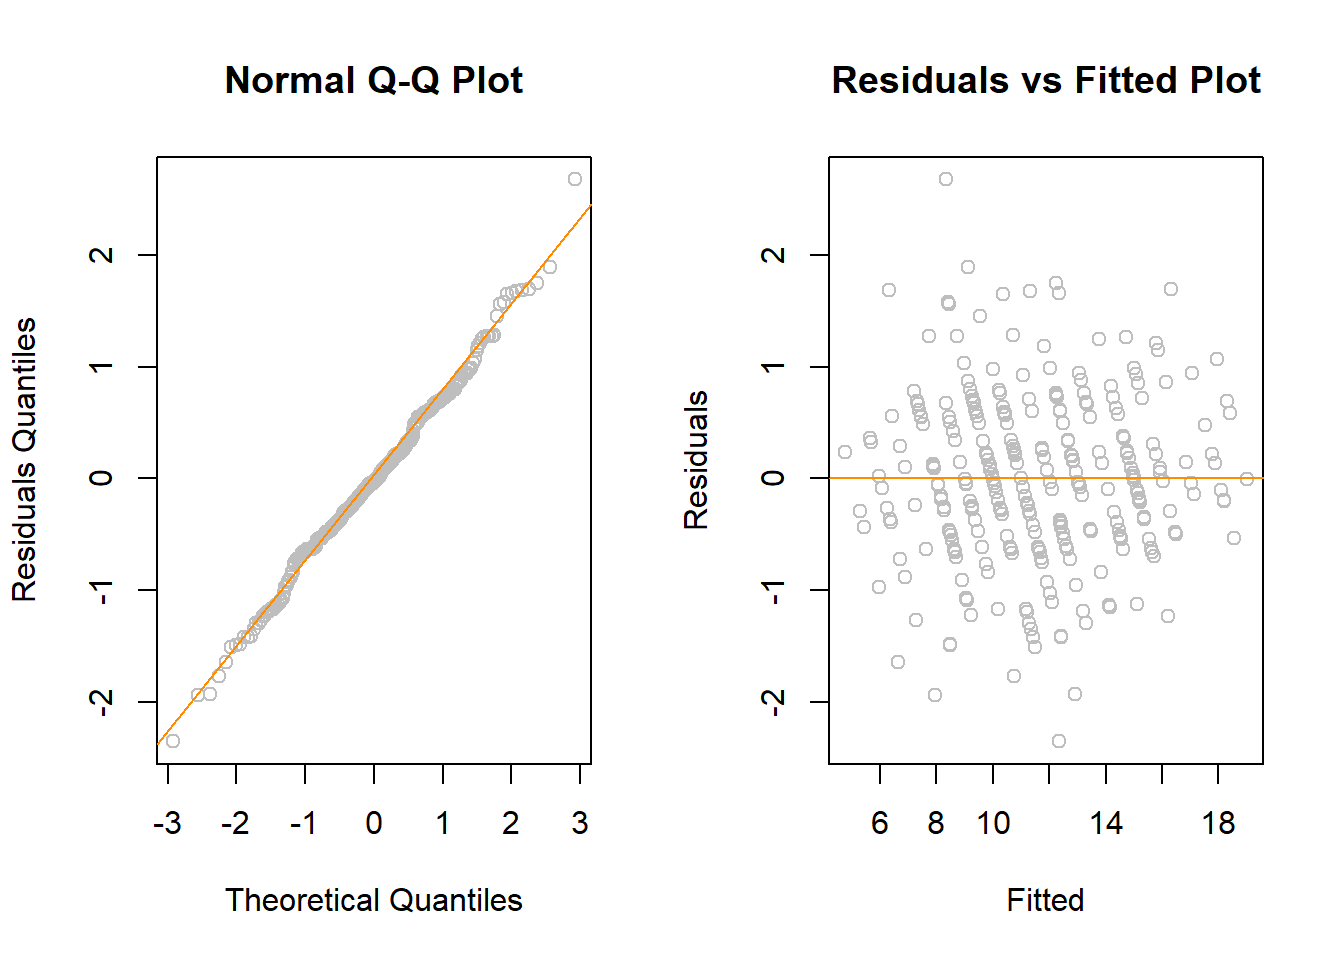 Normal Q-Q Plot
Residuals Quantiles
2
1
0
-1
-2
-3 -2 -1 0 1 2 3
Theoretical Quantiles
Residuals vs Fitted Plot
Residuals
2
1
0
-1
-2
6 8 10 14 18
Fitted